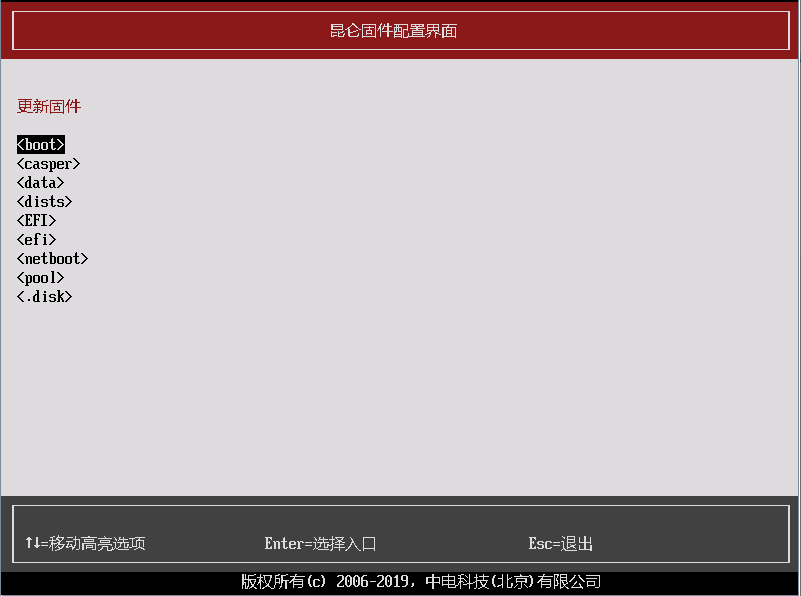 昆仑固件配置界面
更新固件
<boot>
<casper>
<data>
<dists>
<EFI>
<efi>
<netboot>
<pool>
<.disk>
↑↓=移动高亮选项 Enter=选择入口 Esc=退出
版权所有(c) 2006-2019, 中电科技(北京)有限公司